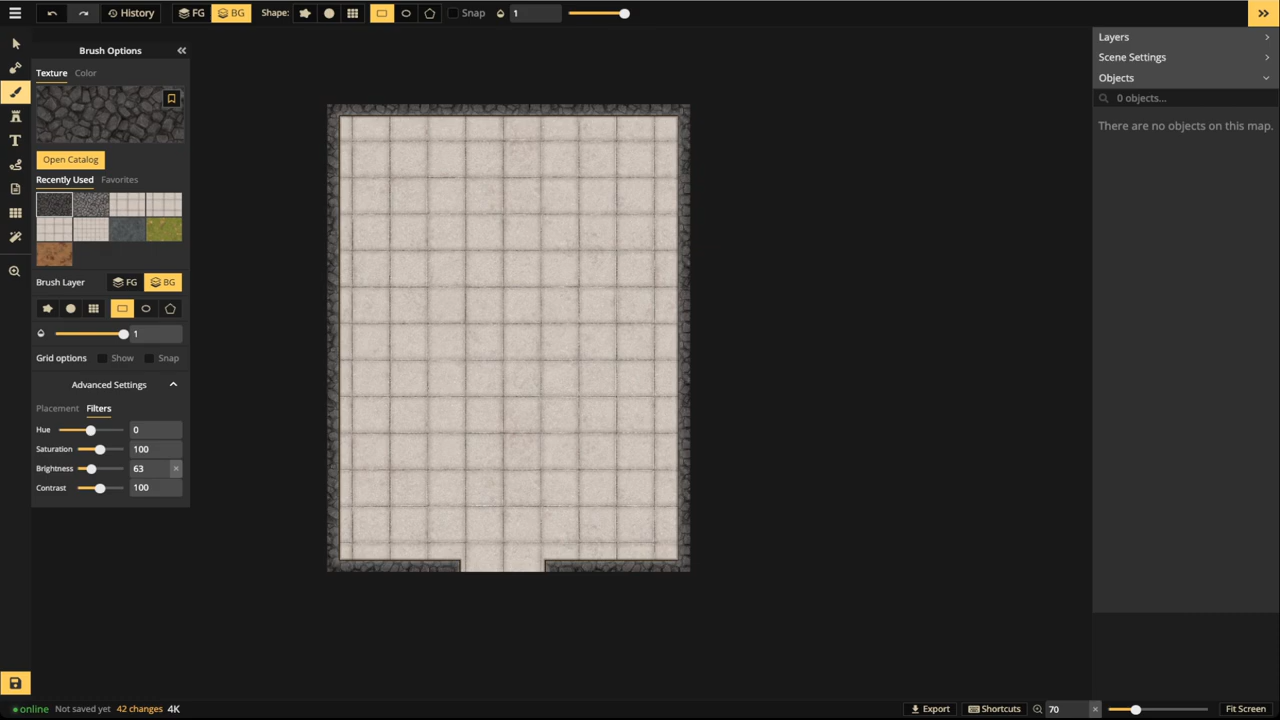 History
FG
BG
Shape:
Snap
1
Brush Options
Texture
Color
Open Catalog
Recently Used
Favorites
Brush Layer
FG
BG
1
Grid options
Show
Snap
Advanced Settings
Placement
Filters
Hue
0
Saturation
100
Brightness
63
Contrast
100
Layers
Scene Settings
Objects
0 objects...
There are no objects on this map.
online
Not saved yet
42 changes
4K
Export
Shortcuts
70
Fit Screen